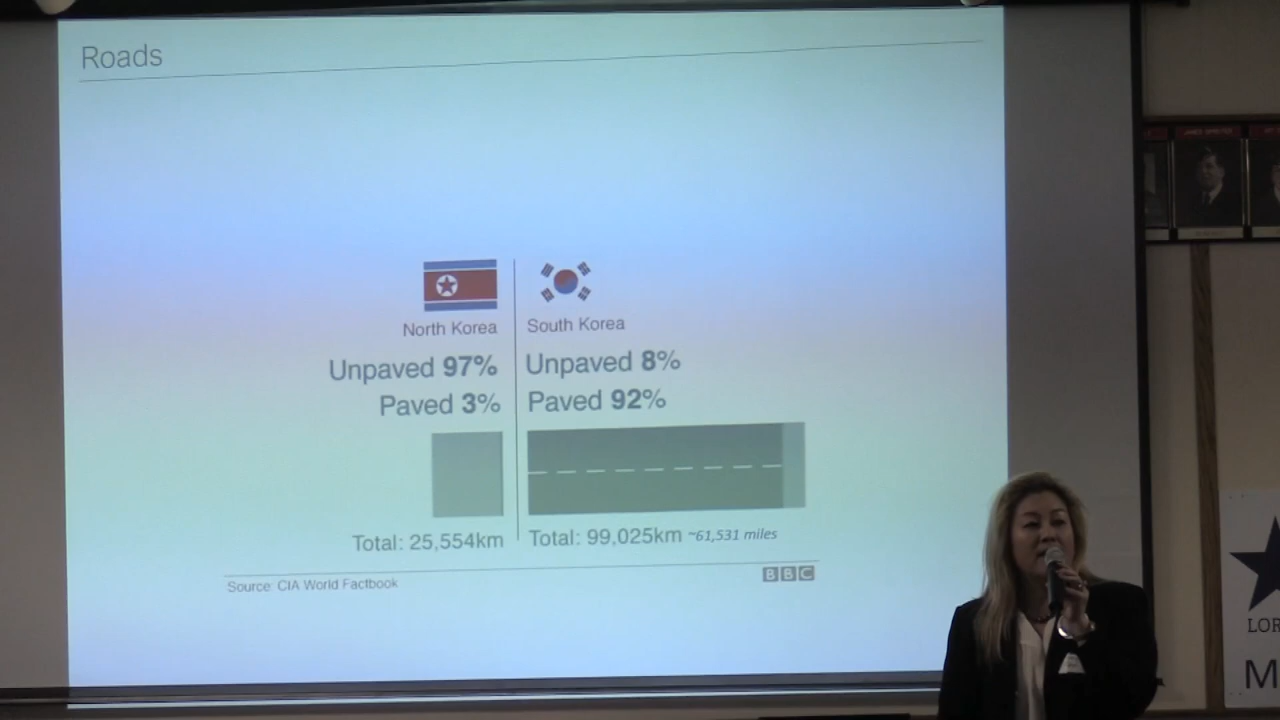 Roads
North Korea
South Korea
Unpaved 97%
Unpaved 8%
Paved 3%
Paved 92%
Total: 25,554km
Total: 99,025km ~61,531 miles
Source: CIA World Factbook
BBC
LOR
M